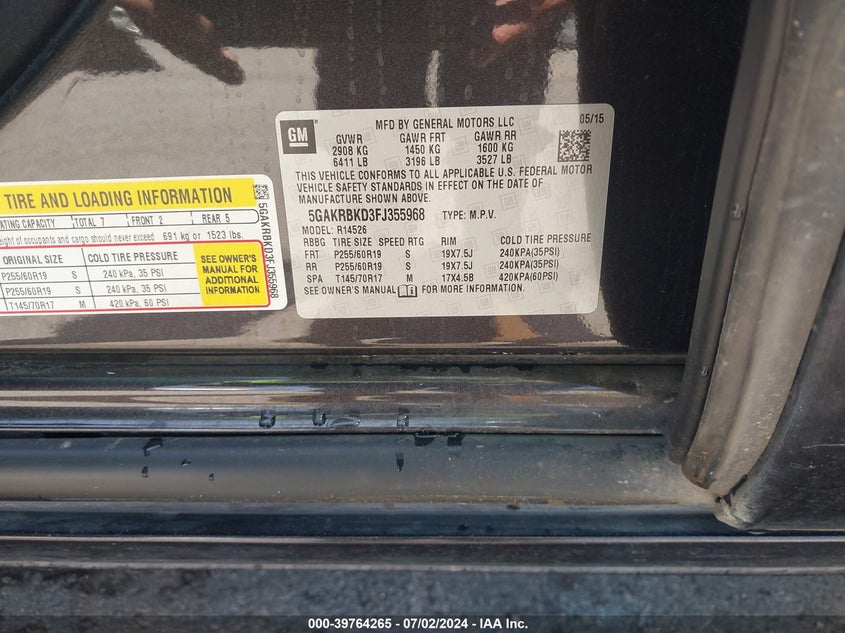 TIRE AND LOADING INFORMATION
ATING CAPACITY TOTAL 7 FRONT 2 REAR 5
eight of occupants and cargo should never exceed 691 kg or 1523 lbs.
ORIGINAL SIZE COLD TIRE PRESSURE
P255/60R19 S 240 kPa, 35 PSI
P255/60R19 S 240 kPa, 35 PSI
T145/70R17 M 420 kPa, 60 PSI
SEE OWNER'S
MANUAL FOR
ADDITIONAL
INFORMATION
5GAKRBKD3FJ355968
GM
MFD BY GENERAL MOTORS LLC 05/15
GVWR GAWR FRT GAWR RR
2908 KG 1450 KG 1600 KG
6411 LB 3196 LB 3527 LB
THIS VEHICLE CONFORMS TO ALL APPLICABLE U.S. FEDERAL MOTOR
VEHICLE SAFETY STANDARDS IN EFFECT ON THE DATE OF
MANUFACTURE SHOWN ABOVE.
5GAKRBKD3FJ355968 TYPE: M.P.V.
MODEL: R14526
RBBG TIRE SIZE SPEED RTG RIM COLD TIRE PRESSURE
FRT P255/60R19 S 19X7.5J 240KPA(35PSI)
RR P255/60R19 S 19X7.5J 240KPA(35PSI)
SPA T145/70R17 M 17X4.5B 420KPA(60PSI)
SEE OWNER'S MANUAL FOR MORE INFORMATION.
000-39764265 - 07/02/2024 - IAA Inc.